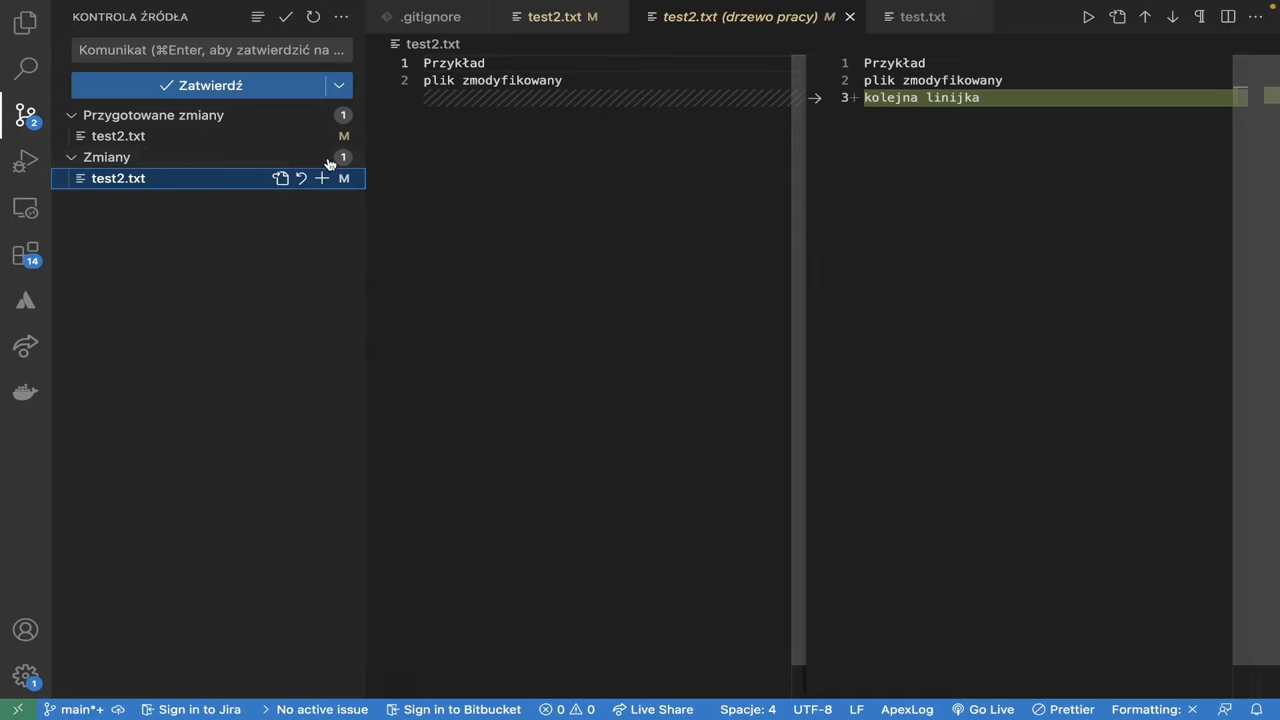 KONTROLA ŹRÓDŁA
Komunikat (⌘Enter, aby zatwierdzić na ...
Zatwierdź
Przygotowane zmiany 1
test2.txt M
Zmiany 1
test2.txt M
2
14
1
.gitignore
test2.txt M
test2.txt (drzewo pracy) M
test.txt
test2.txt
1 Przykład
2 plik zmodyfikowany
1 Przykład
2 plik zmodyfikowany
3+ kolejna linijka
main*+ Sign in to Jira No active issue Sign in to Bitbucket 0 0 Live Share Spacje: 4 UTF-8 LF ApexLog Go Live Prettier Formatting: ×